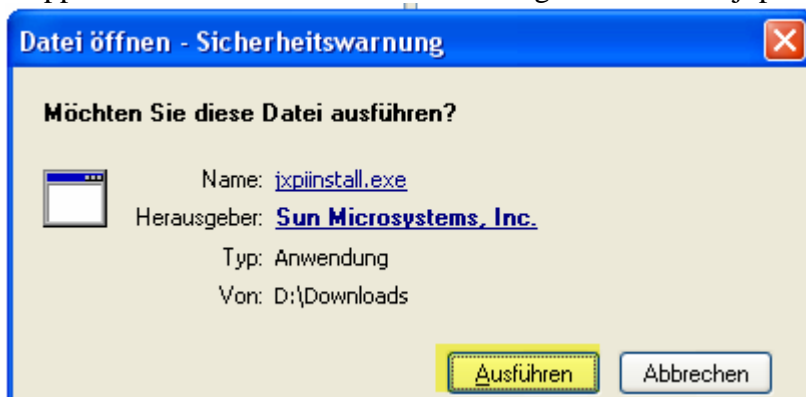 Datei öffnen - Sicherheitswarnung
Möchten Sie diese Datei ausführen?
Name: jxpiinstall.exe
Herausgeber: Sun Microsystems, Inc.
Typ: Anwendung
Von: D:\Downloads
Ausführen Abbrechen